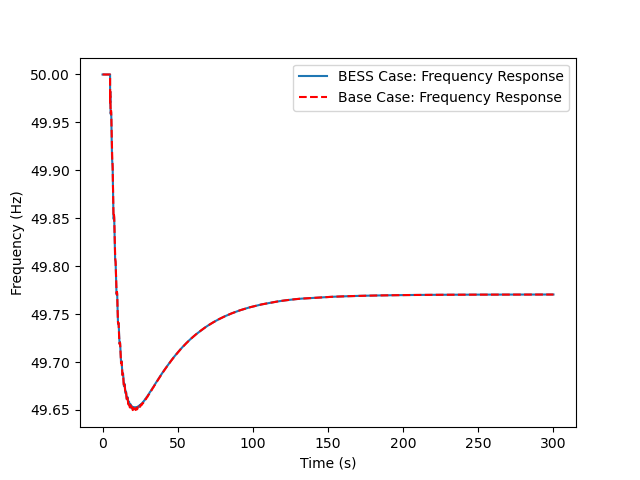 BESS Case: Frequency Response
Base Case: Frequency Response
50.00
49.95
49.90
49.85
49.80
49.75
49.70
49.65
Frequency (Hz)
0 50 100 150 200 250 300
Time (s)